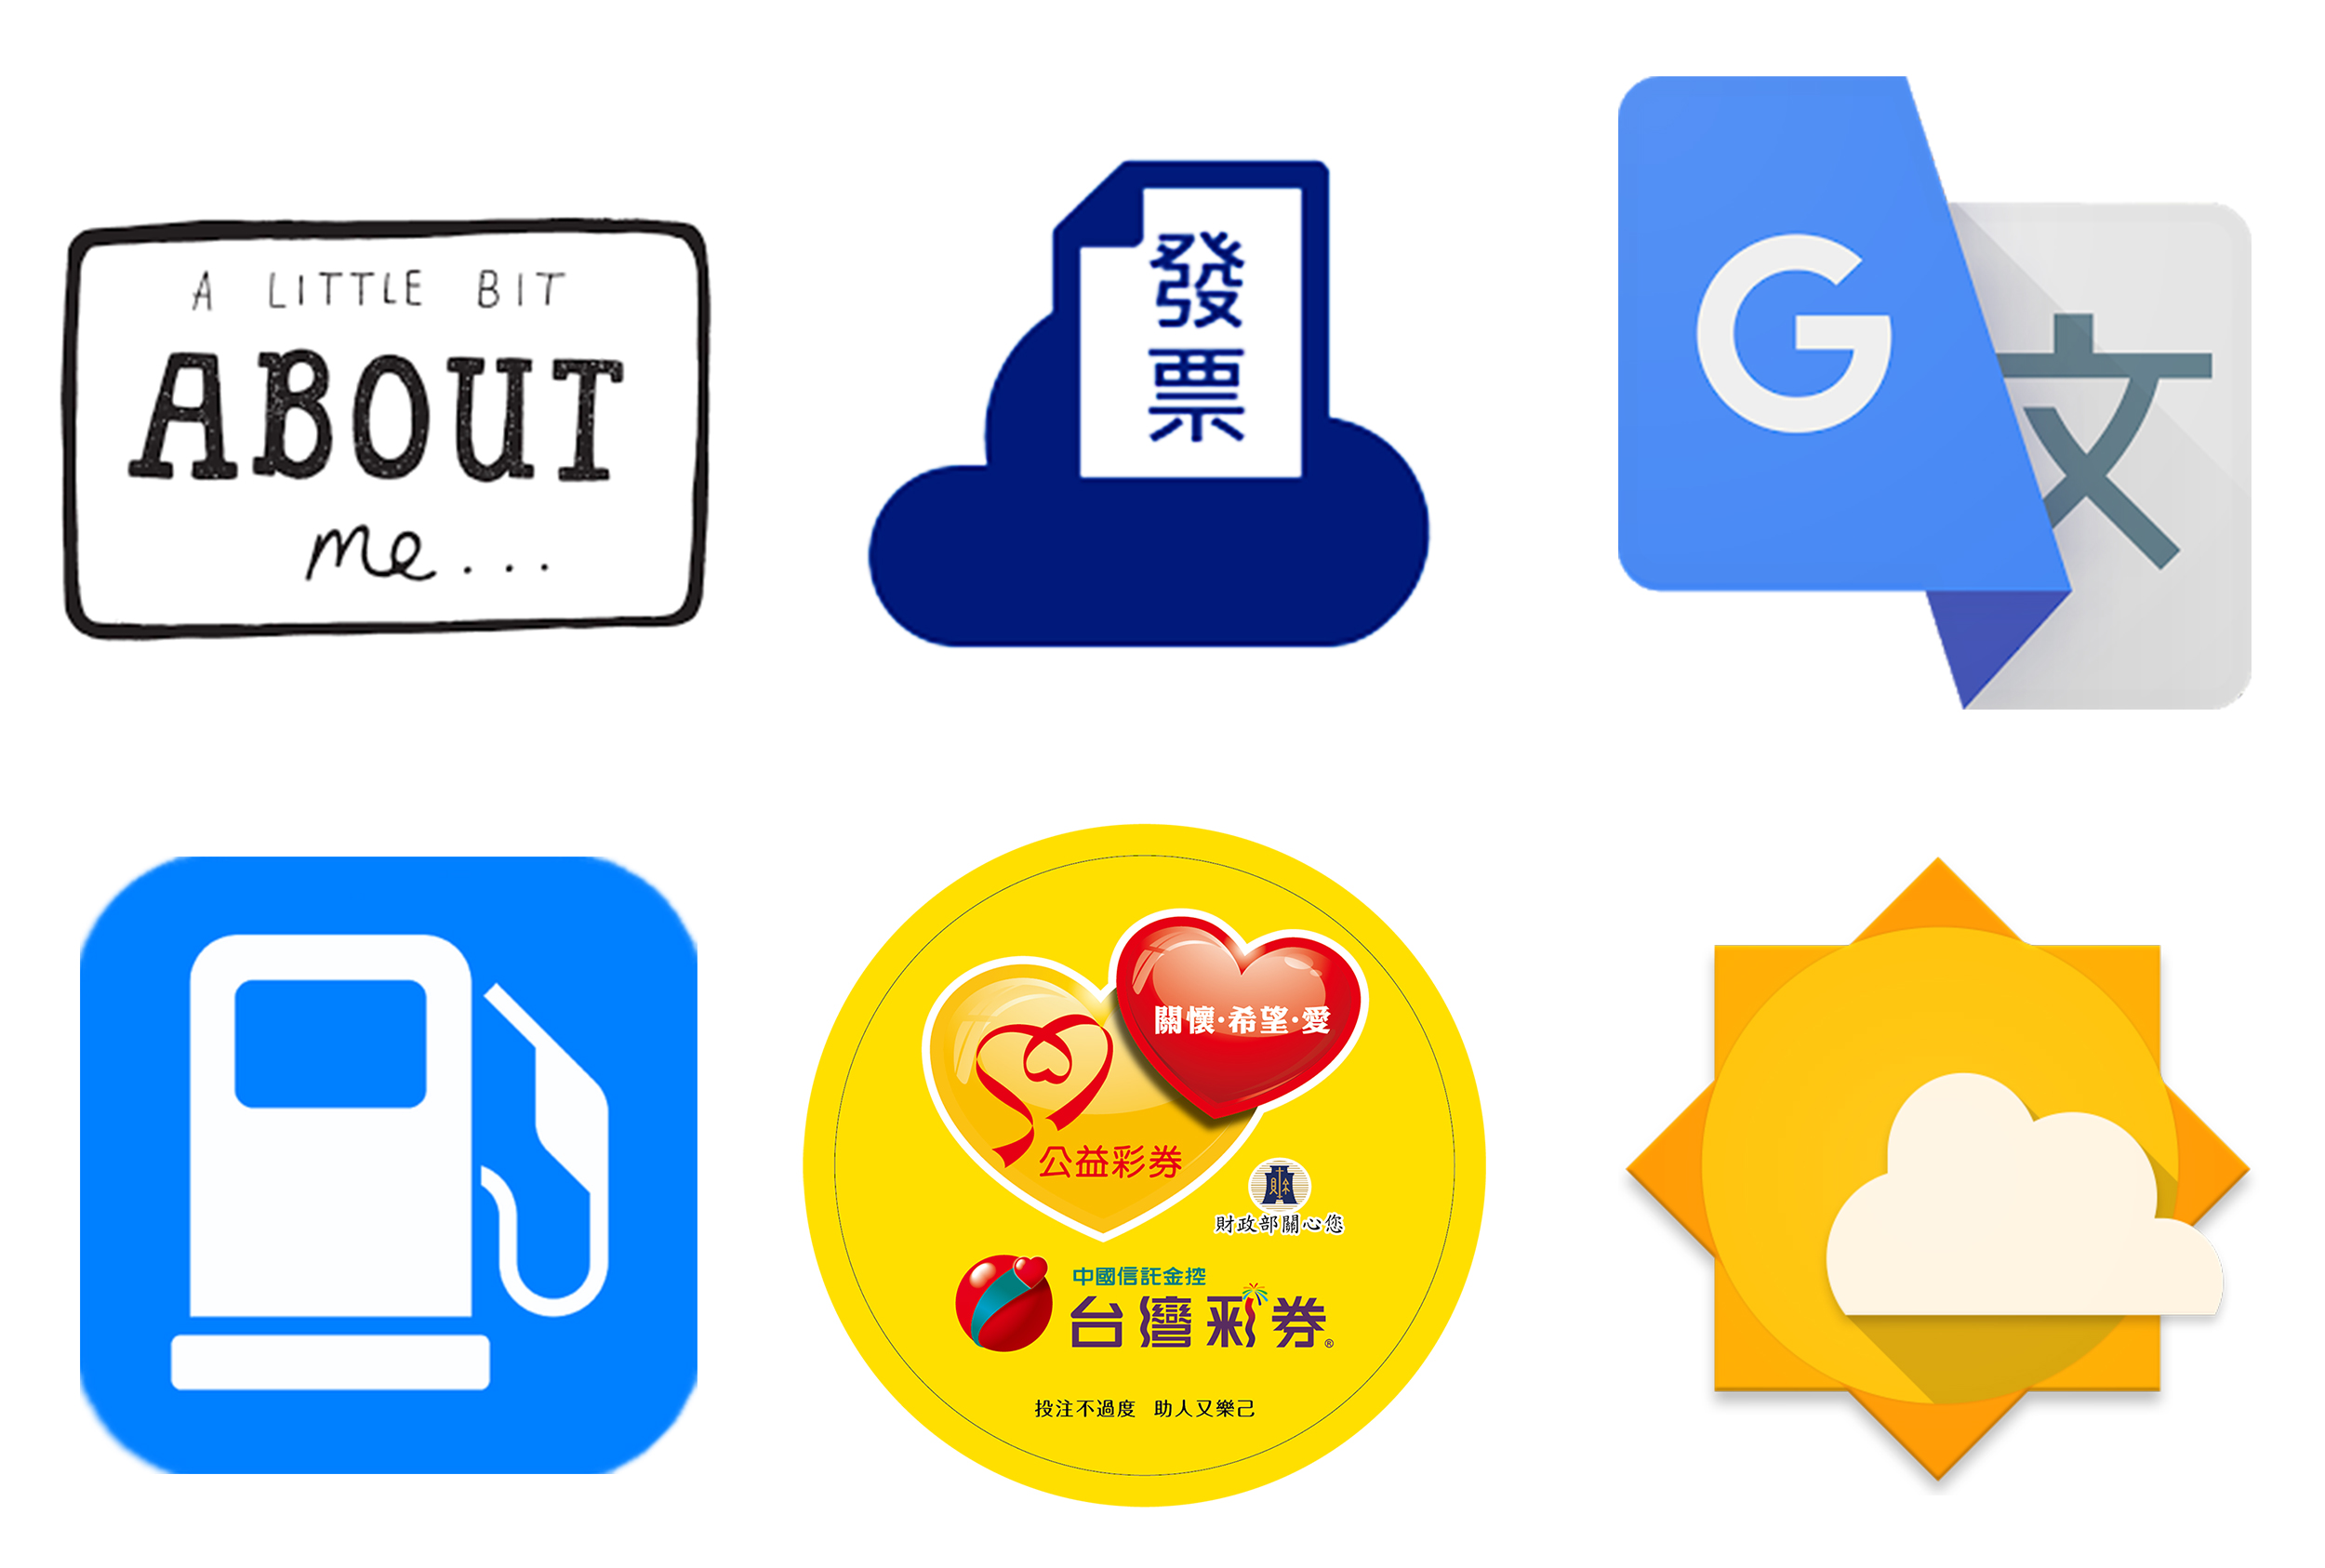 A LITTLE BIT
ABOUT
me...
發
票
G
文
關懷·希望·愛
公益彩券
財政部關心您
中國信託金控
台灣彩券®
投注不過度 助人又樂己